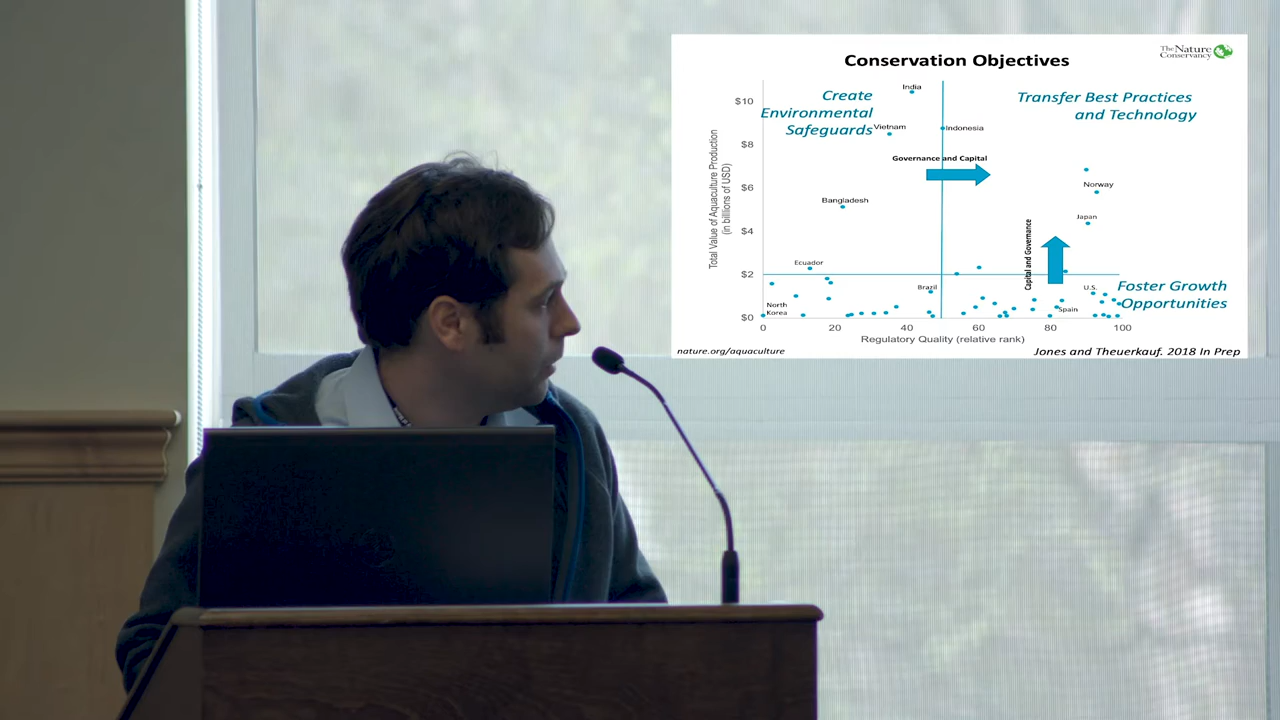 Conservation Objectives
The Nature
Conservancy
Create
Environmental
Safeguards
Transfer Best Practices
and Technology
India
Vietnam
Indonesia
Governance and Capital
Bangladesh
Norway
Japan
Capital and Governance
Ecuador
Brazil
U.S.
Foster Growth
Opportunities
North
Korea
Spain
Total Value of Aquaculture Production
(in billions of USD)
$10
$8
$6
$4
$2
$0
0 20 40 60 80 100
Regulatory Quality (relative rank)
nature.org/aquaculture
Jones and Theuerkauf. 2018 In Prep